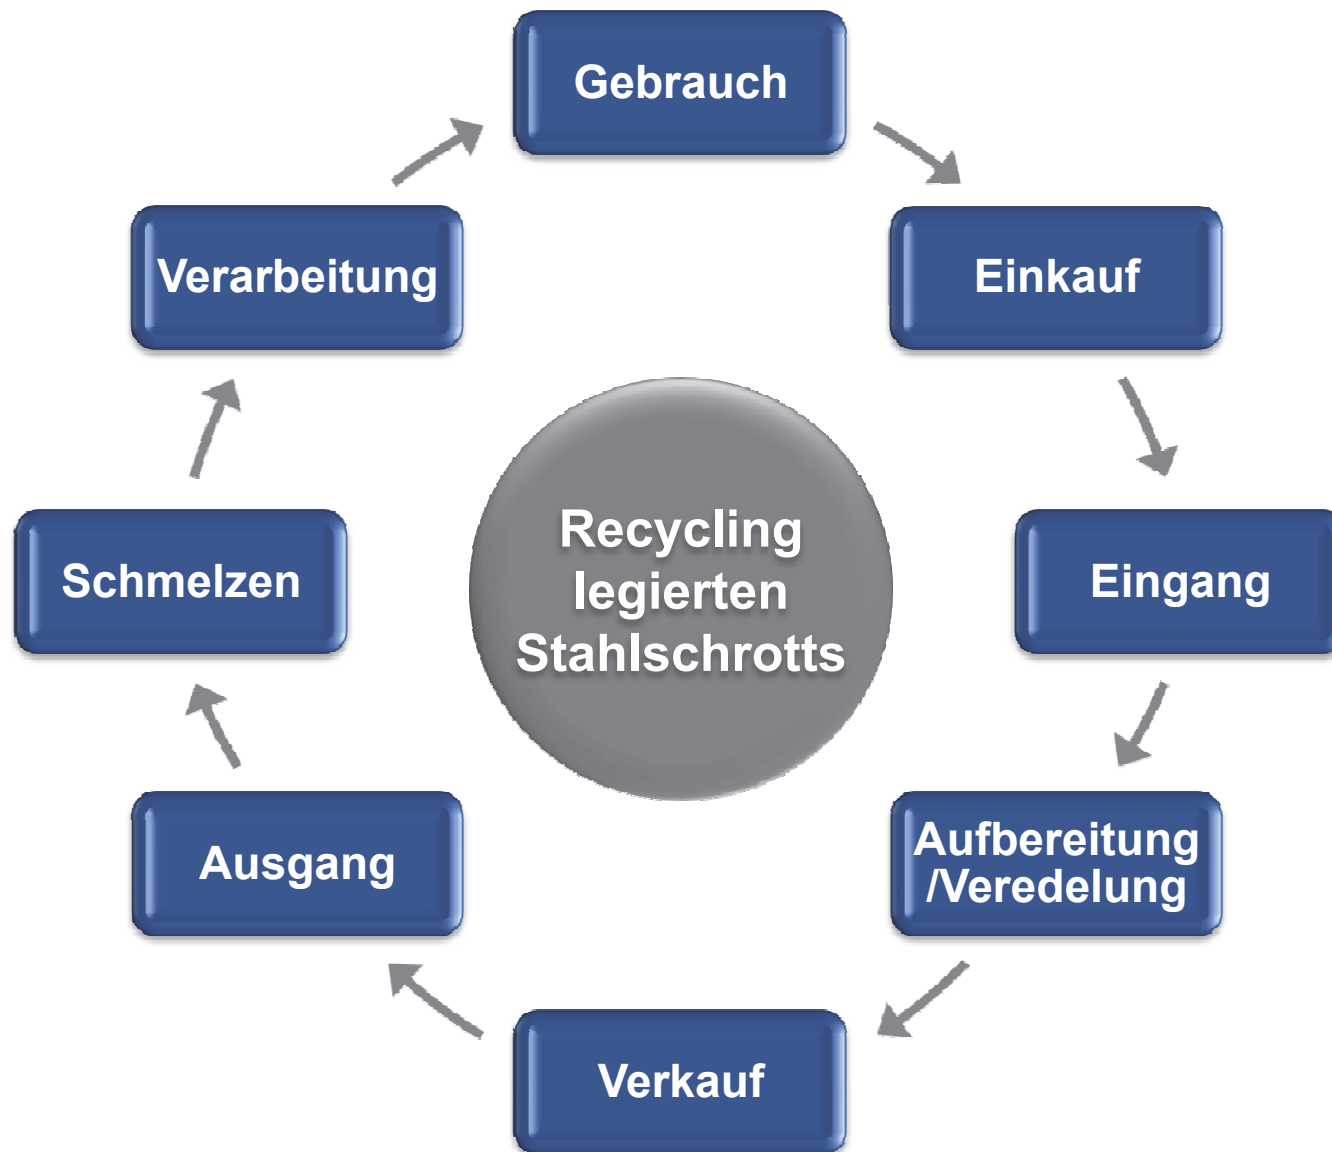 Gebrauch
Einkauf
Eingang
Aufbereitung
/Veredelung
Verkauf
Ausgang
Schmelzen
Verarbeitung
Recycling
legierten
Stahlschrotts